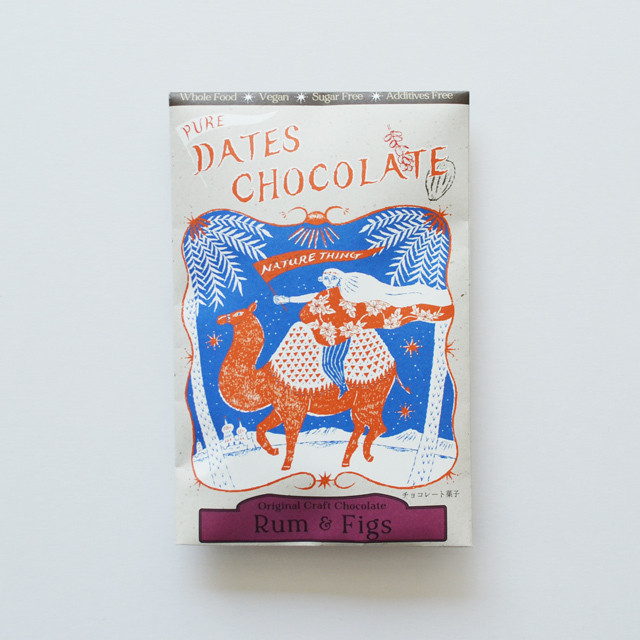 Whole Food ✴ Vegan ✴ Sugar Free ✴ Additives Free
PURE
DATES
CHOCOLATE
NATURE THING
チョコレート菓子
Original Craft Chocolate
Rum & Figs